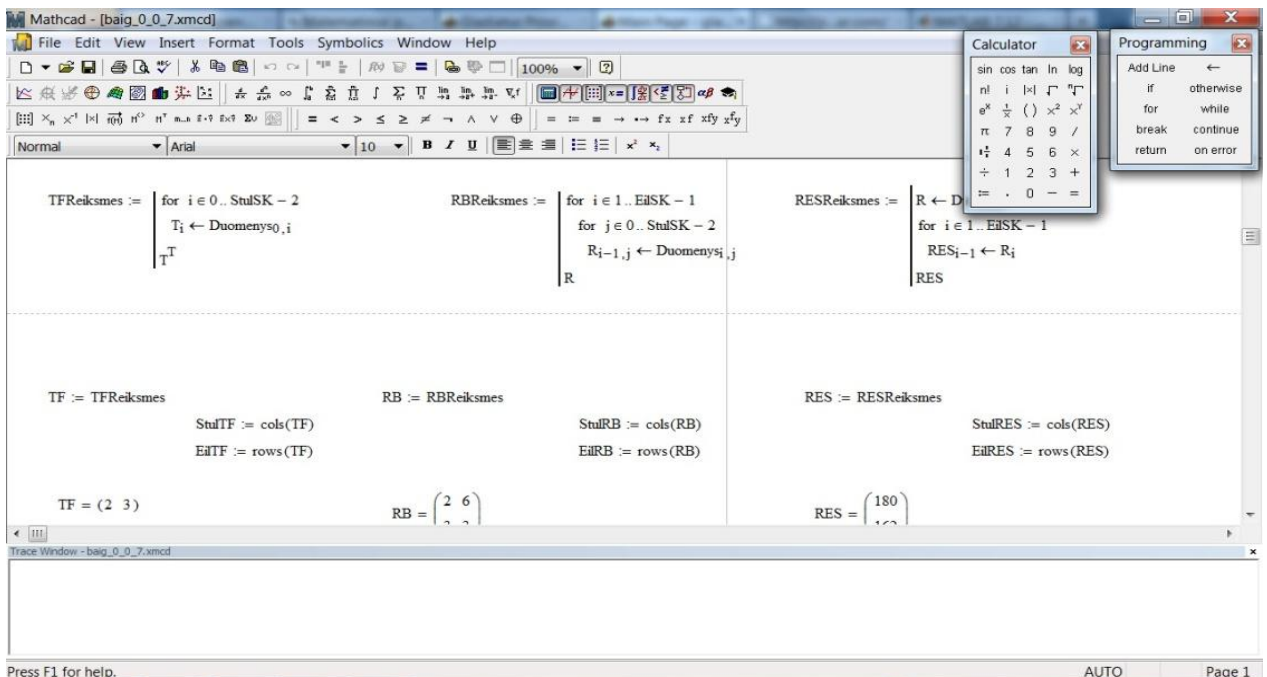 Mathcad - [baig_0_0_7.xmcd]
File Edit View Insert Format Tools Symbolics Window Help
100%
Normal Arial 10 B I U
Calculator
sin cos tan ln log
n! i |×| √ ⁿ√
eˣ 1/x ( ) ×² ×ʸ
π 7 8 9 /
4 5 6 ×
÷ 1 2 3 +
:= . 0 − =
Programming
Add Line ←
if otherwise
for while
break continue
return on error
TFReiksmes :=
for i ∈ 0 .. StulSK − 2
Tᵢ ← Duomenys₀,ᵢ
Tᵀ
RBReiksmes :=
for i ∈ 1 .. EilSK − 1
for j ∈ 0 .. StulSK − 2
Rᵢ₋₁,ⱼ ← Duomenysᵢ,ⱼ
R
RESReiksmes :=
R ←
for i ∈ 1 .. EilSK − 1
RESᵢ₋₁ ← Rᵢ
RES
TF := TFReiksmes
StulTF := cols(TF)
EilTF := rows(TF)
RB := RBReiksmes
StulRB := cols(RB)
EilRB := rows(RB)
RES := RESReiksmes
StulRES := cols(RES)
EilRES := rows(RES)
TF = (2 3)
RB = (2 6
RES = (180
Trace Window - baig_0_0_7.xmcd
Press F1 for help. AUTO Page 1